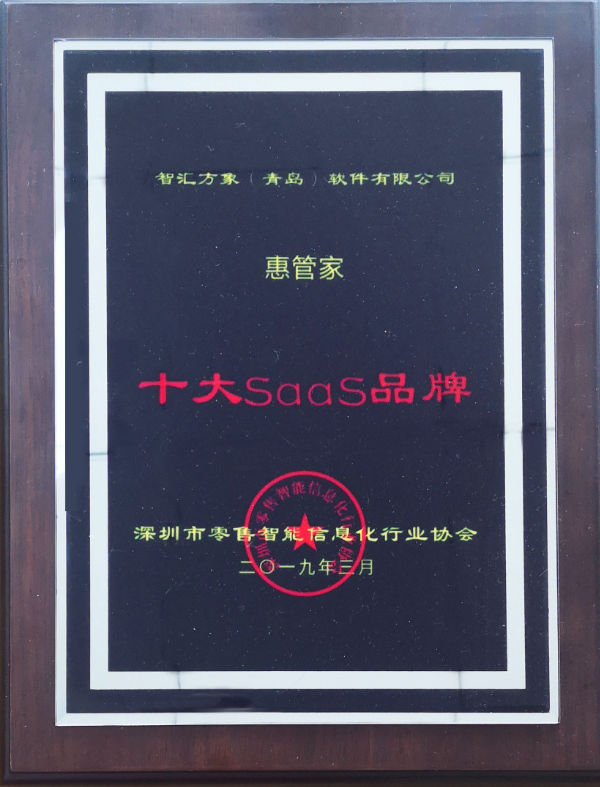 智汇方象（青岛）软件有限公司
惠管家
十大SaaS品牌
深圳市零售智能信息化行业协会
二〇一九年三月